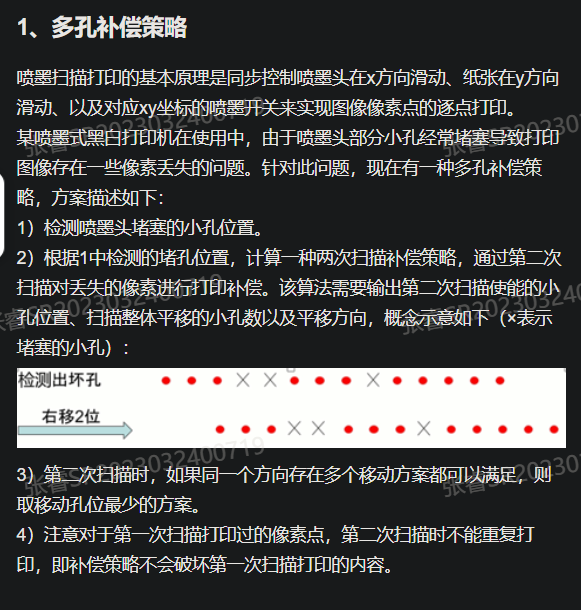 1、多孔补偿策略
喷墨扫描打印的基本原理是同步控制喷墨头在x方向滑动、纸张在y方向
滑动、以及对应xy坐标的喷墨开关来实现图像像素点的逐点打印。
某喷墨式黑白打印机在使用中，由于喷墨头部分小孔经常堵塞导致打印
图像存在一些像素丢失的问题。针对此问题，现在有一种多孔补偿策
略，方案描述如下：
1）检测喷墨头堵塞的小孔位置。
2）根据1中检测的堵孔位置，计算一种两次扫描补偿策略，通过第二次
扫描对丢失的像素进行打印补偿。该算法需要输出第二次扫描使能的小
孔位置、扫描整体平移的小孔数以及平移方向，概念示意如下（×表示
堵塞的小孔）：
检测出坏孔
右移2位
3）第二次扫描时，如果同一个方向存在多个移动方案都可以满足，则
取移动孔位最少的方案。
4）注意对于第一次扫描打印过的像素点，第二次扫描时不能重复打
印，即补偿策略不会破坏第一次扫描打印的内容。